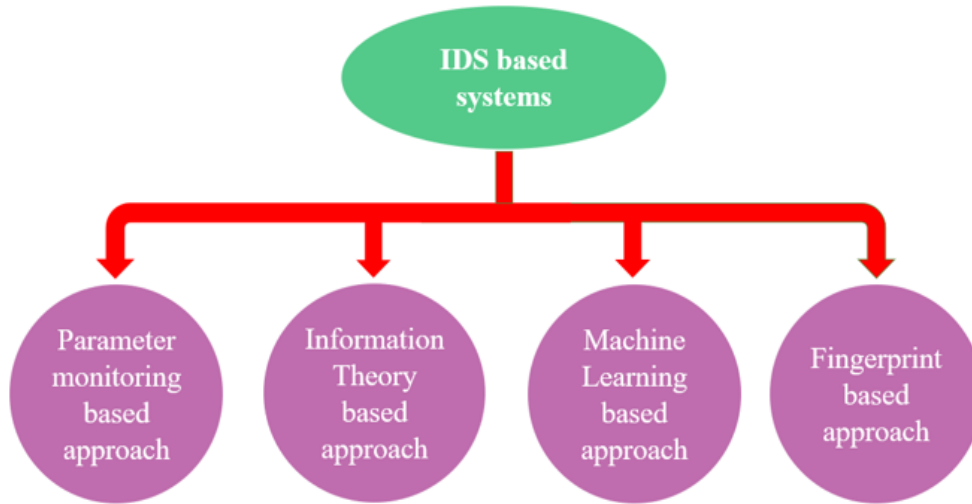 IDS based
systems
Parameter
monitoring
based
approach
Information
Theory
based
approach
Machine
Learning
based
approach
Fingerprint
based
approach